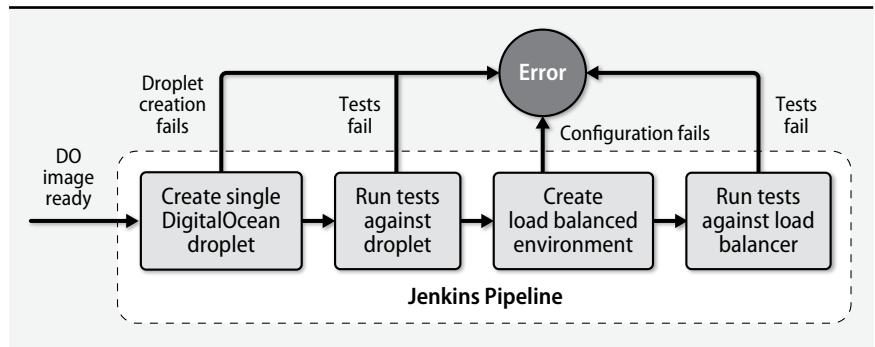 Droplet
creation
fails
Tests
fail
Error
Configuration fails
Tests
fail
DO
image
ready
Create single
DigitalOcean
droplet
Run tests
against
droplet
Create
load balanced
environment
Run tests
against load
balancer
Jenkins Pipeline